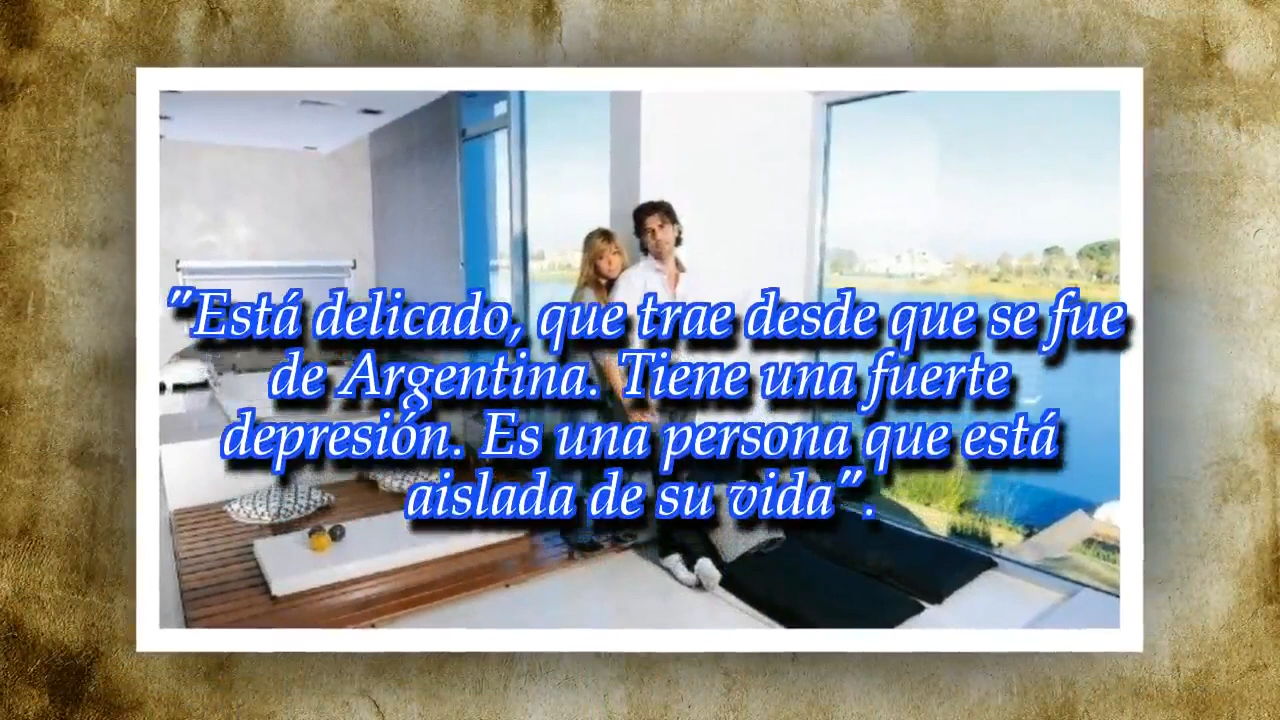 "Está delicado, que trae desde que se fue
de Argentina. Tiene una fuerte
depresión. Es una persona que está
aislada de su vida".